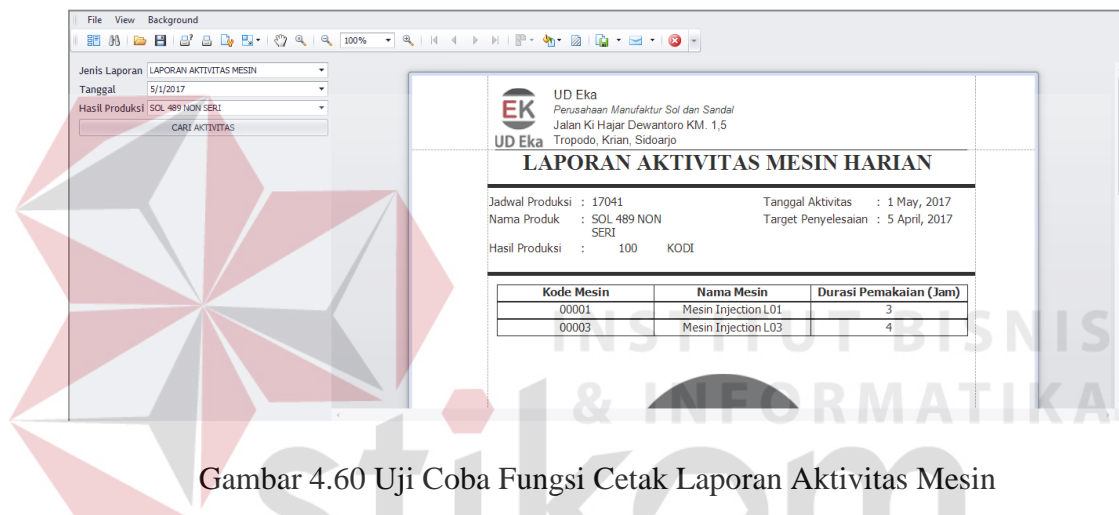 File View Background
100%
Jenis Laporan LAPORAN AKTIVITAS MESIN
Tanggal 5/1/2017
Hasil Produksi SOL 489 NON SERI
CARI AKTIVITAS
EK
UD Eka
UD Eka
Perusahaan Manufaktur Sol dan Sandal
Jalan Ki Hajar Dewantoro KM. 1,5
Tropodo, Krian, Sidoarjo
LAPORAN AKTIVITAS MESIN HARIAN
Jadwal Produksi : 17041
Tanggal Aktivitas : 1 May, 2017
Nama Produk : SOL 489 NON SERI
Target Penyelesaian : 5 April, 2017
Hasil Produksi : 100 KODI
Kode Mesin Nama Mesin Durasi Pemakaian (Jam)
00001 Mesin Injection L01 3
00003 Mesin Injection L03 4
INSTITUT BISNIS
& INFORMATIKA
stikom
Gambar 4.60 Uji Coba Fungsi Cetak Laporan Aktivitas Mesin